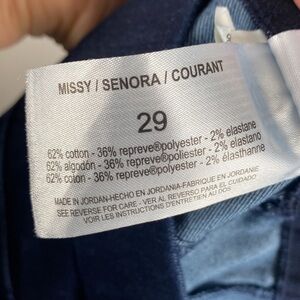 MISSY / SENORA / COURANT
29
62% cotton - 36% repreve®polyester - 2% elastane
62% algodón - 36% repreve®poliester - 2% elastano
62% coton - 36% repreve®polyester - 2% élasthanne
MADE IN JORDAN-HECHO EN JORDANIA-FABRIQUE EN JORDANIE
SEE REVERSE FOR CARE - VER AL REVERSO PARA EL CUIDADO
VOIR LES INSTRUCTIONS D'ENTRETIEN AU DOS